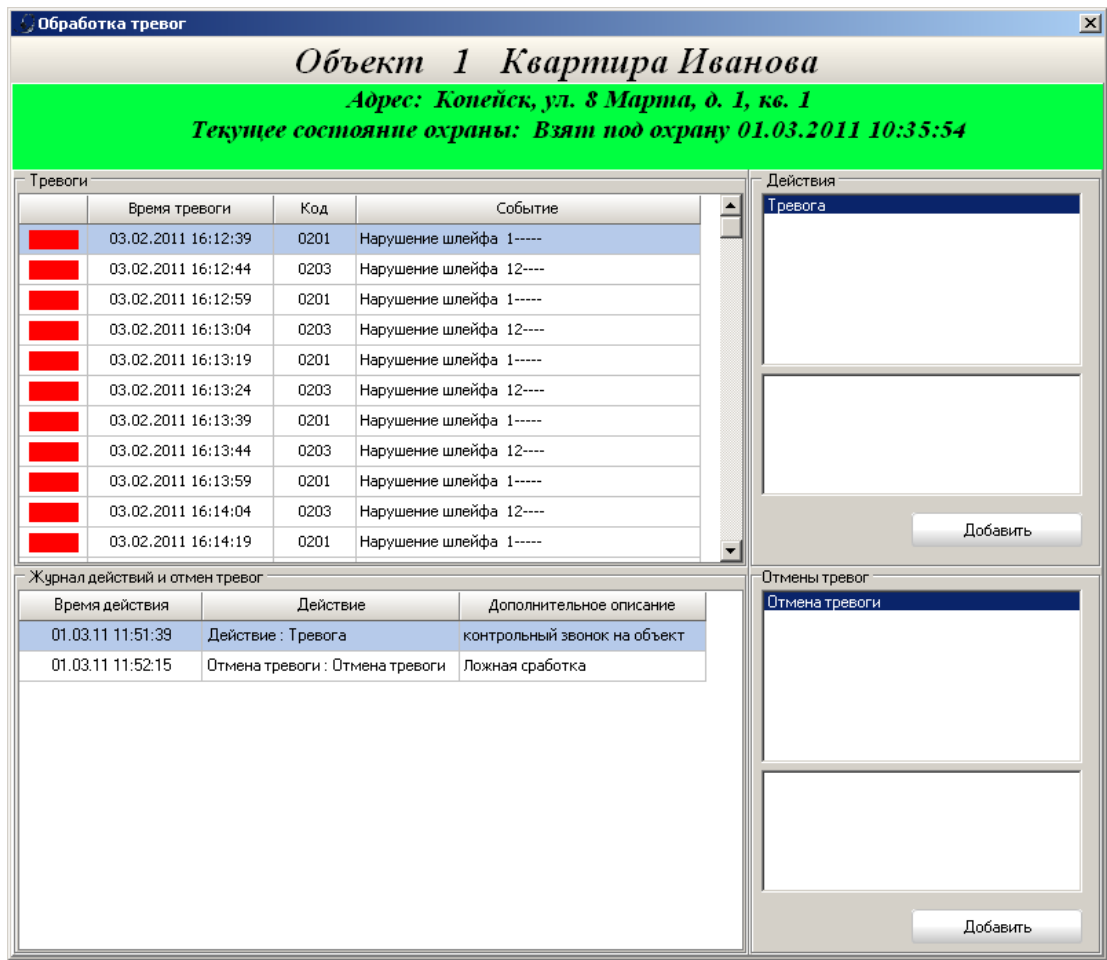 Обработка тревог
Объект 1 Квартира Иванова
Адрес: Копейск, ул. 8 Марта, д. 1, кв. 1
Текущее состояние охраны: Взят под охрану 01.03.2011 10:35:54
Тревоги
Время тревоги Код Событие
03.02.2011 16:12:39 0201 Нарушение шлейфа 1-----
03.02.2011 16:12:44 0203 Нарушение шлейфа 12----
03.02.2011 16:12:59 0201 Нарушение шлейфа 1-----
03.02.2011 16:13:04 0203 Нарушение шлейфа 12----
03.02.2011 16:13:19 0201 Нарушение шлейфа 1-----
03.02.2011 16:13:24 0203 Нарушение шлейфа 12----
03.02.2011 16:13:39 0201 Нарушение шлейфа 1-----
03.02.2011 16:13:44 0203 Нарушение шлейфа 12----
03.02.2011 16:13:59 0201 Нарушение шлейфа 1-----
03.02.2011 16:14:04 0203 Нарушение шлейфа 12----
03.02.2011 16:14:19 0201 Нарушение шлейфа 1-----
Действия
Тревога
Добавить
Журнал действий и отмен тревог
Время действия Действие Дополнительное описание
01.03.11 11:51:39 Действие : Тревога контрольный звонок на объект
01.03.11 11:52:15 Отмена тревоги : Отмена тревоги Ложная сработка
Отмены тревог
Отмена тревоги
Добавить